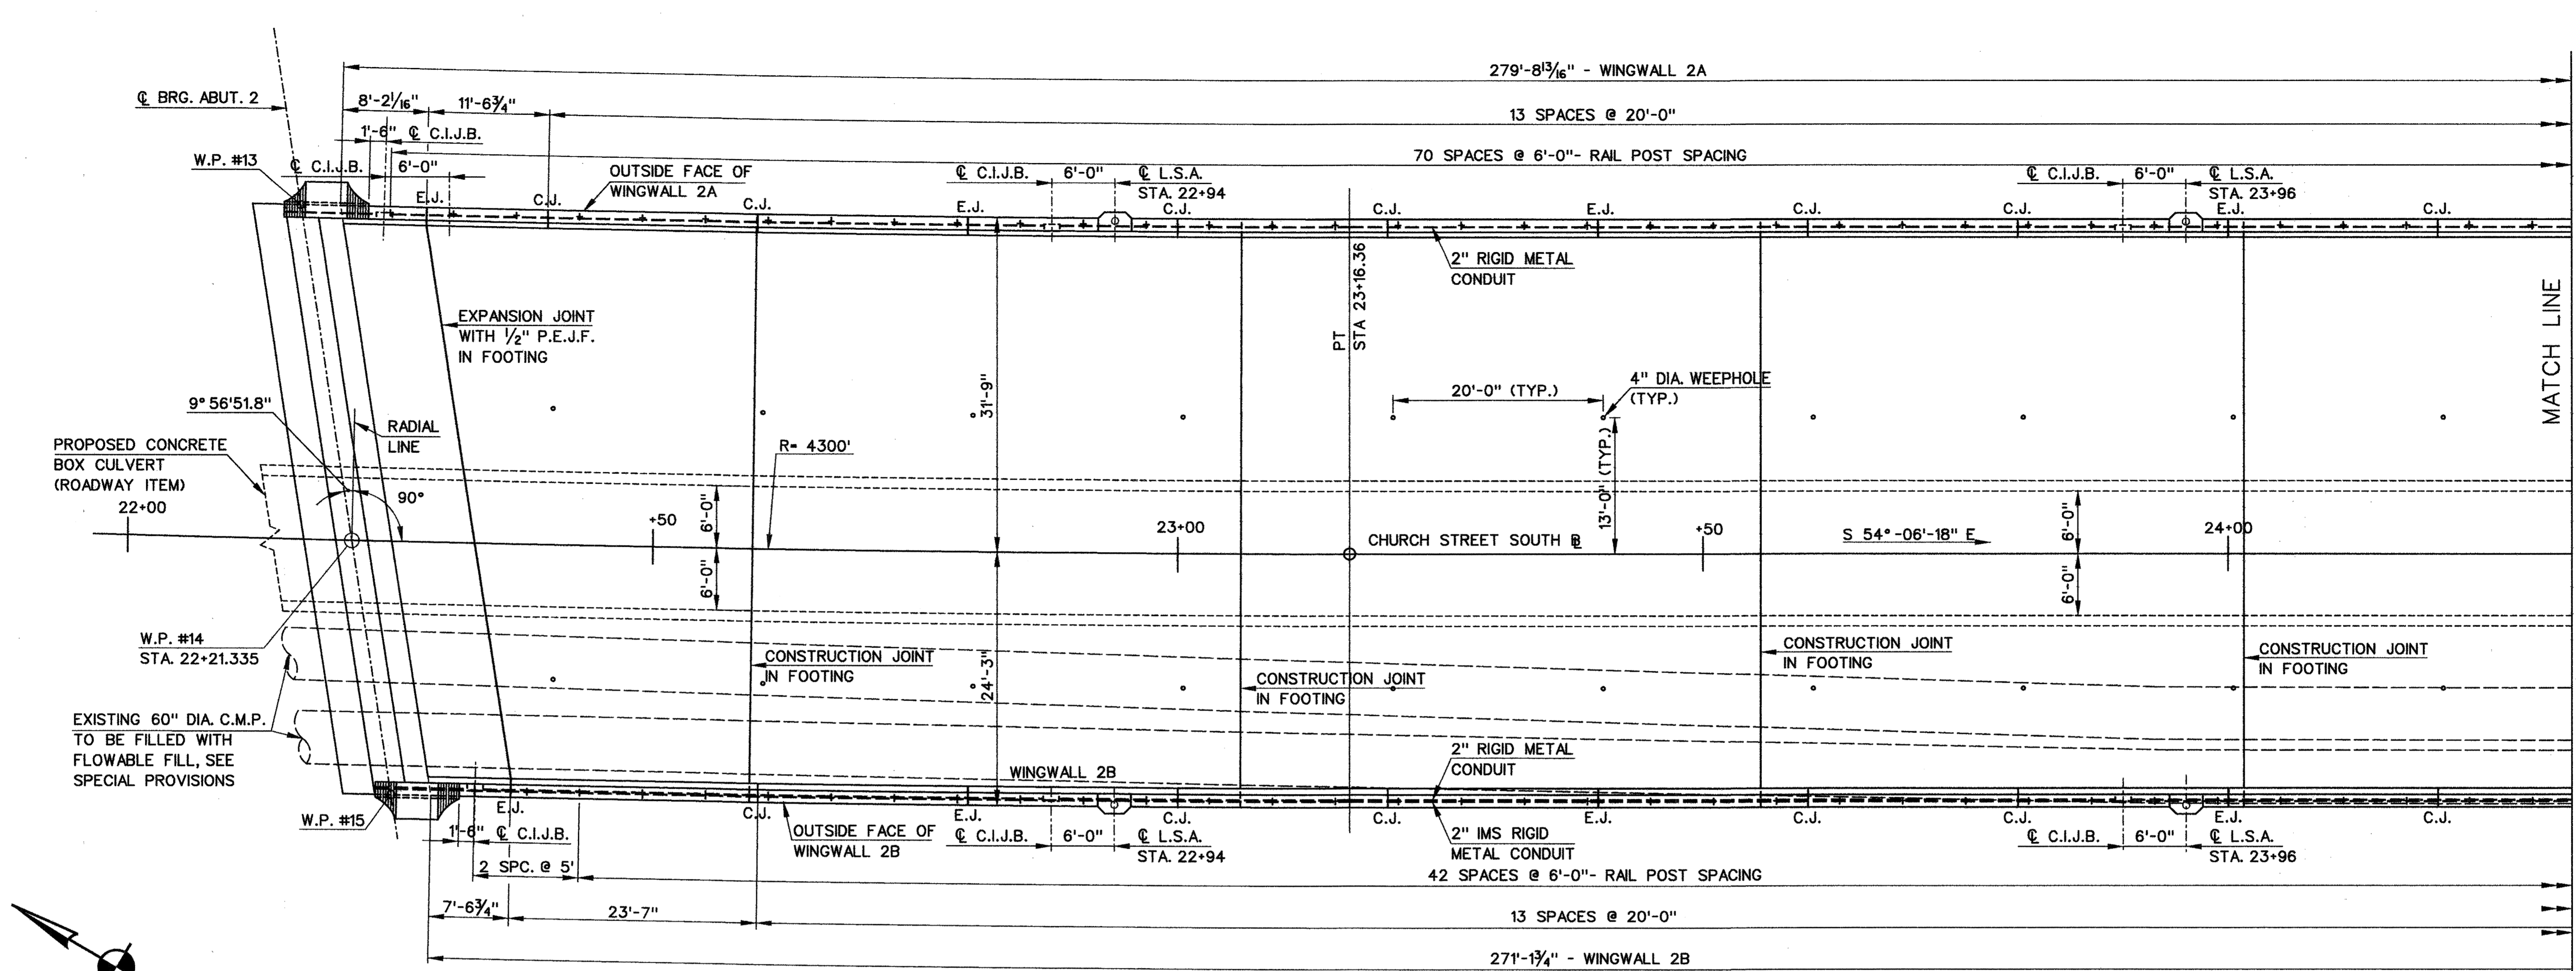 279'-8 13/16" - WINGWALL 2A
℄ BRG. ABUT. 2
8'-2 1/16"
11'-6 3/4"
13 SPACES @ 20'-0"
1'-6" ℄ C.I.J.B.
W.P. #13
℄ C.I.J.B.
6'-0"
70 SPACES @ 6'-0"- RAIL POST SPACING
OUTSIDE FACE OF
WINGWALL 2A
℄ C.I.J.B.
6'-0"
℄ L.S.A.
STA. 22+94
℄ C.I.J.B.
6'-0"
℄ L.S.A.
STA. 23+96
E.J.
C.J.
C.J.
E.J.
C.J.
C.J.
E.J.
C.J.
C.J.
E.J.
C.J.
2" RIGID METAL
CONDUIT
PT
STA 23+16.36
MATCH LINE
EXPANSION JOINT
WITH 1/2" P.E.J.F.
IN FOOTING
31'-9"
20'-0" (TYP.)
4" DIA. WEEPHOLE
(TYP.)
13'-0" (TYP.)
9° 56'51.8"
RADIAL
LINE
R= 4300'
PROPOSED CONCRETE
BOX CULVERT
(ROADWAY ITEM)
90°
22+00
+50
6'-0"
23+00
CHURCH STREET SOUTH ℄
+50
S 54° -06'-18" E
6'-0"
24+00
6'-0"
6'-0"
W.P. #14
STA. 22+21.335
CONSTRUCTION JOINT
IN FOOTING
24'-3"
CONSTRUCTION JOINT
IN FOOTING
CONSTRUCTION JOINT
IN FOOTING
CONSTRUCTION JOINT
IN FOOTING
EXISTING 60" DIA. C.M.P.
TO BE FILLED WITH
FLOWABLE FILL, SEE
SPECIAL PROVISIONS
WINGWALL 2B
2" RIGID METAL
CONDUIT
W.P. #15
E.J.
C.J.
E.J.
C.J.
C.J.
E.J.
C.J.
C.J.
E.J.
C.J.
1'-6" ℄ C.I.J.B.
OUTSIDE FACE OF
WINGWALL 2B
℄ C.I.J.B.
6'-0"
℄ L.S.A.
STA. 22+94
2" IMS RIGID
METAL CONDUIT
℄ C.I.J.B.
6'-0"
℄ L.S.A.
STA. 23+96
2 SPC. @ 5'
42 SPACES @ 6'-0"- RAIL POST SPACING
7'-6 3/4"
23'-7"
13 SPACES @ 20'-0"
271'-1 3/4" - WINGWALL 2B